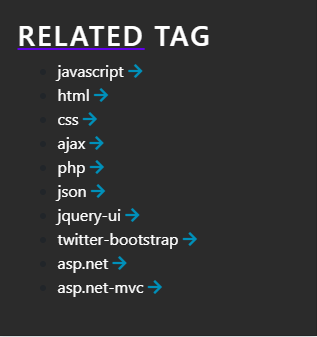 RELATED TAG
javascript →
html →
css →
ajax →
php →
json →
jquery-ui →
twitter-bootstrap →
asp.net →
asp.net-mvc →